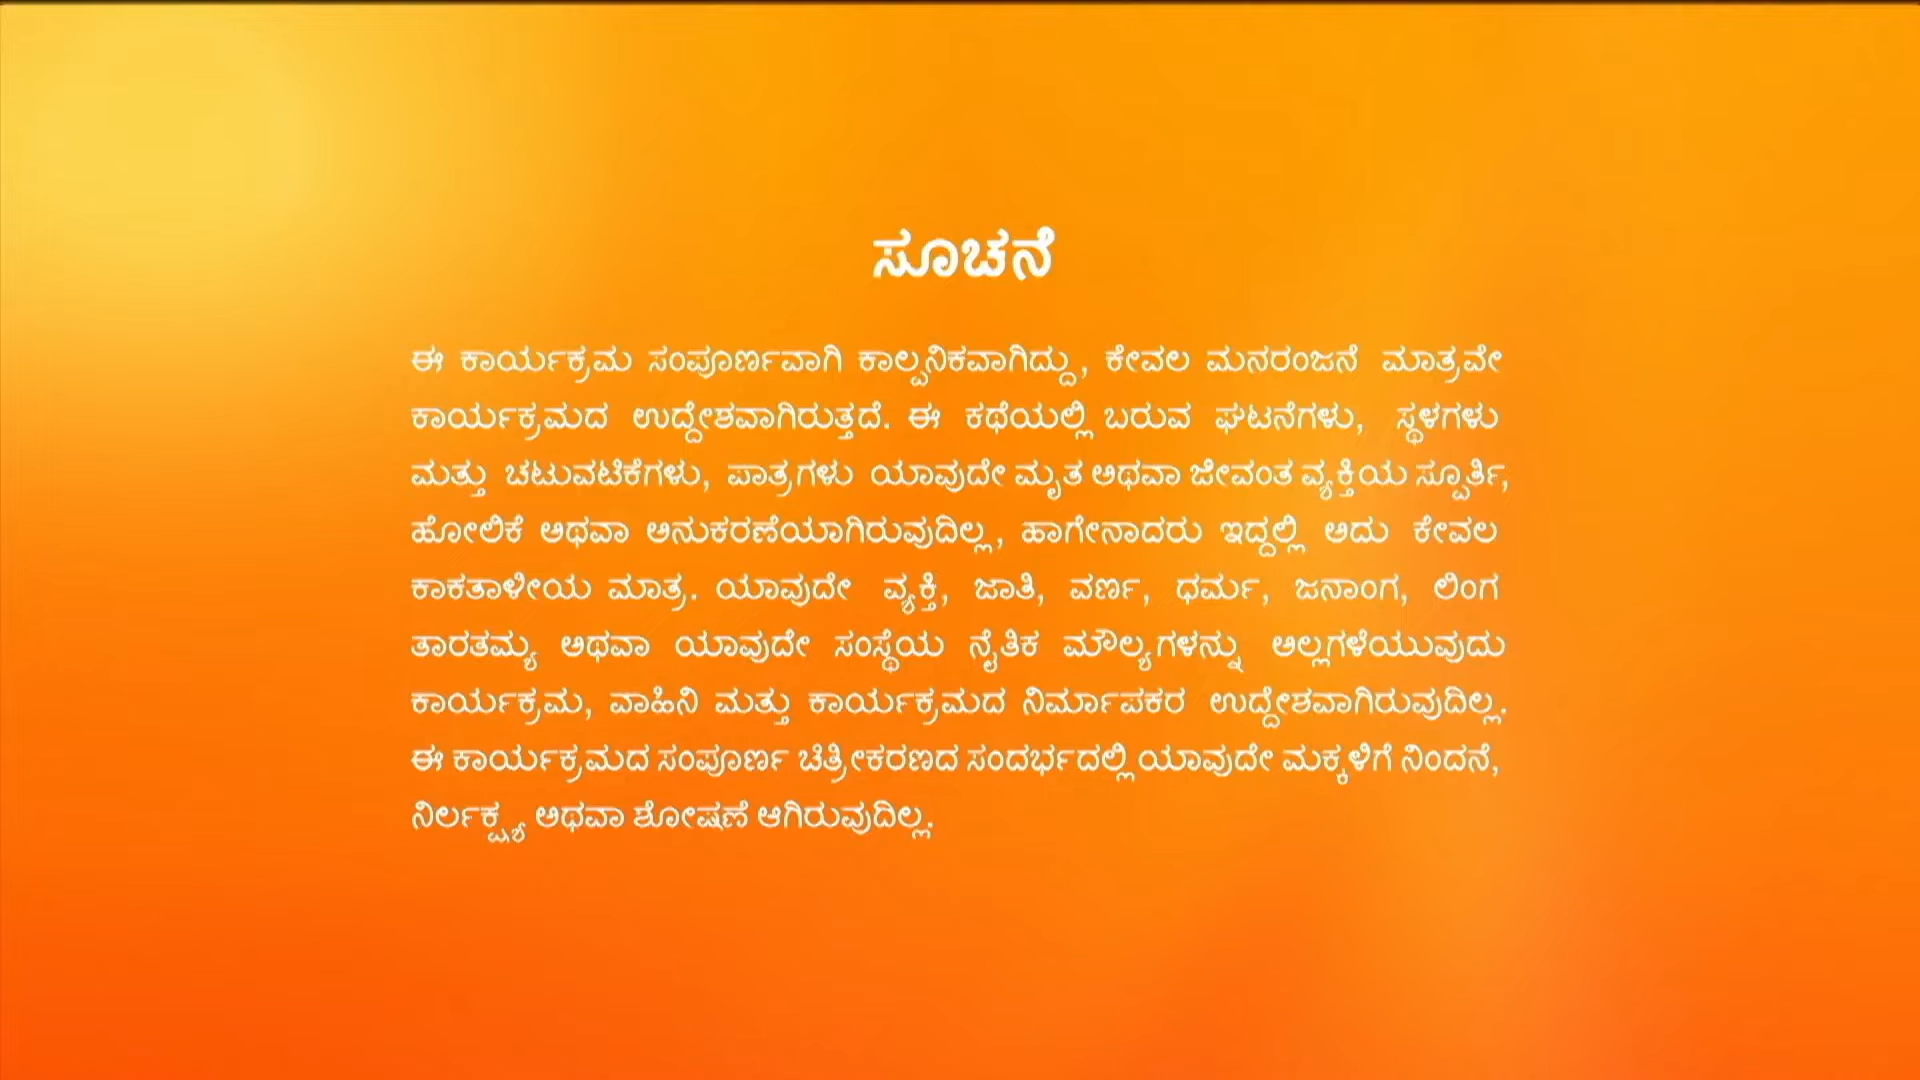 ಸೂಚನೆ
ಈ ಕಾರ್ಯಕ್ರಮ ಸಂಪೂರ್ಣವಾಗಿ ಕಾಲ್ಪನಿಕವಾಗಿದ್ದು, ಕೇವಲ ಮನರಂಜನೆ ಮಾತ್ರವೇ
ಕಾರ್ಯಕ್ರಮದ ಉದ್ದೇಶವಾಗಿರುತ್ತದೆ. ಈ ಕಥೆಯಲ್ಲಿ ಬರುವ ಘಟನೆಗಳು, ಸ್ಥಳಗಳು
ಮತ್ತು ಚಟುವಟಿಕೆಗಳು, ಪಾತ್ರಗಳು ಯಾವುದೇ ಮೃತ ಅಥವಾ ಜೀವಂತ ವ್ಯಕ್ತಿಯ ಸ್ಪೂರ್ತಿ,
ಹೋಲಿಕೆ ಅಥವಾ ಅನುಕರಣೆಯಾಗಿರುವುದಿಲ್ಲ, ಹಾಗೇನಾದರು ಇದ್ದಲ್ಲಿ ಅದು ಕೇವಲ
ಕಾಕತಾಳೀಯ ಮಾತ್ರ. ಯಾವುದೇ ವ್ಯಕ್ತಿ, ಜಾತಿ, ವರ್ಣ, ಧರ್ಮ, ಜನಾಂಗ, ಲಿಂಗ
ತಾರತಮ್ಯ ಅಥವಾ ಯಾವುದೇ ಸಂಸ್ಥೆಯ ನೈತಿಕ ಮೌಲ್ಯಗಳನ್ನು ಅಲ್ಲಗಳೆಯುವುದು
ಕಾರ್ಯಕ್ರಮ, ವಾಹಿನಿ ಮತ್ತು ಕಾರ್ಯಕ್ರಮದ ನಿರ್ಮಾಪಕರ ಉದ್ದೇಶವಾಗಿರುವುದಿಲ್ಲ.
ಈ ಕಾರ್ಯಕ್ರಮದ ಸಂಪೂರ್ಣ ಚಿತ್ರೀಕರಣದ ಸಂದರ್ಭದಲ್ಲಿ ಯಾವುದೇ ಮಕ್ಕಳಿಗೆ ನಿಂದನೆ,
ನಿರ್ಲಕ್ಷ್ಯ ಅಥವಾ ಶೋಷಣೆ ಆಗಿರುವುದಿಲ್ಲ.